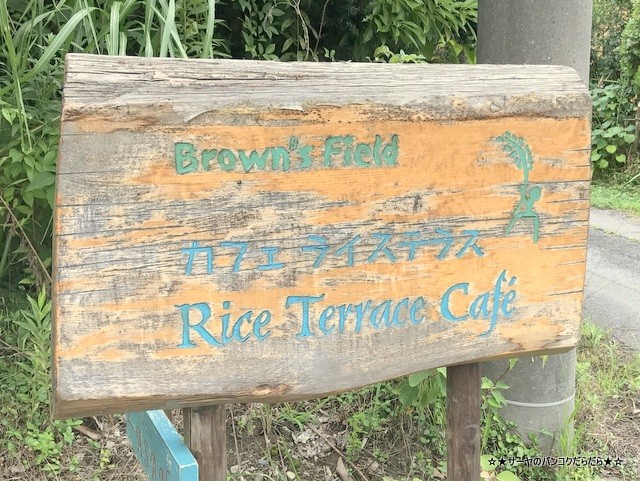 Brown's Field
カフェ ライステラス
Rice Terrace Café
☆★サーヤのバンコクだらだら★☆